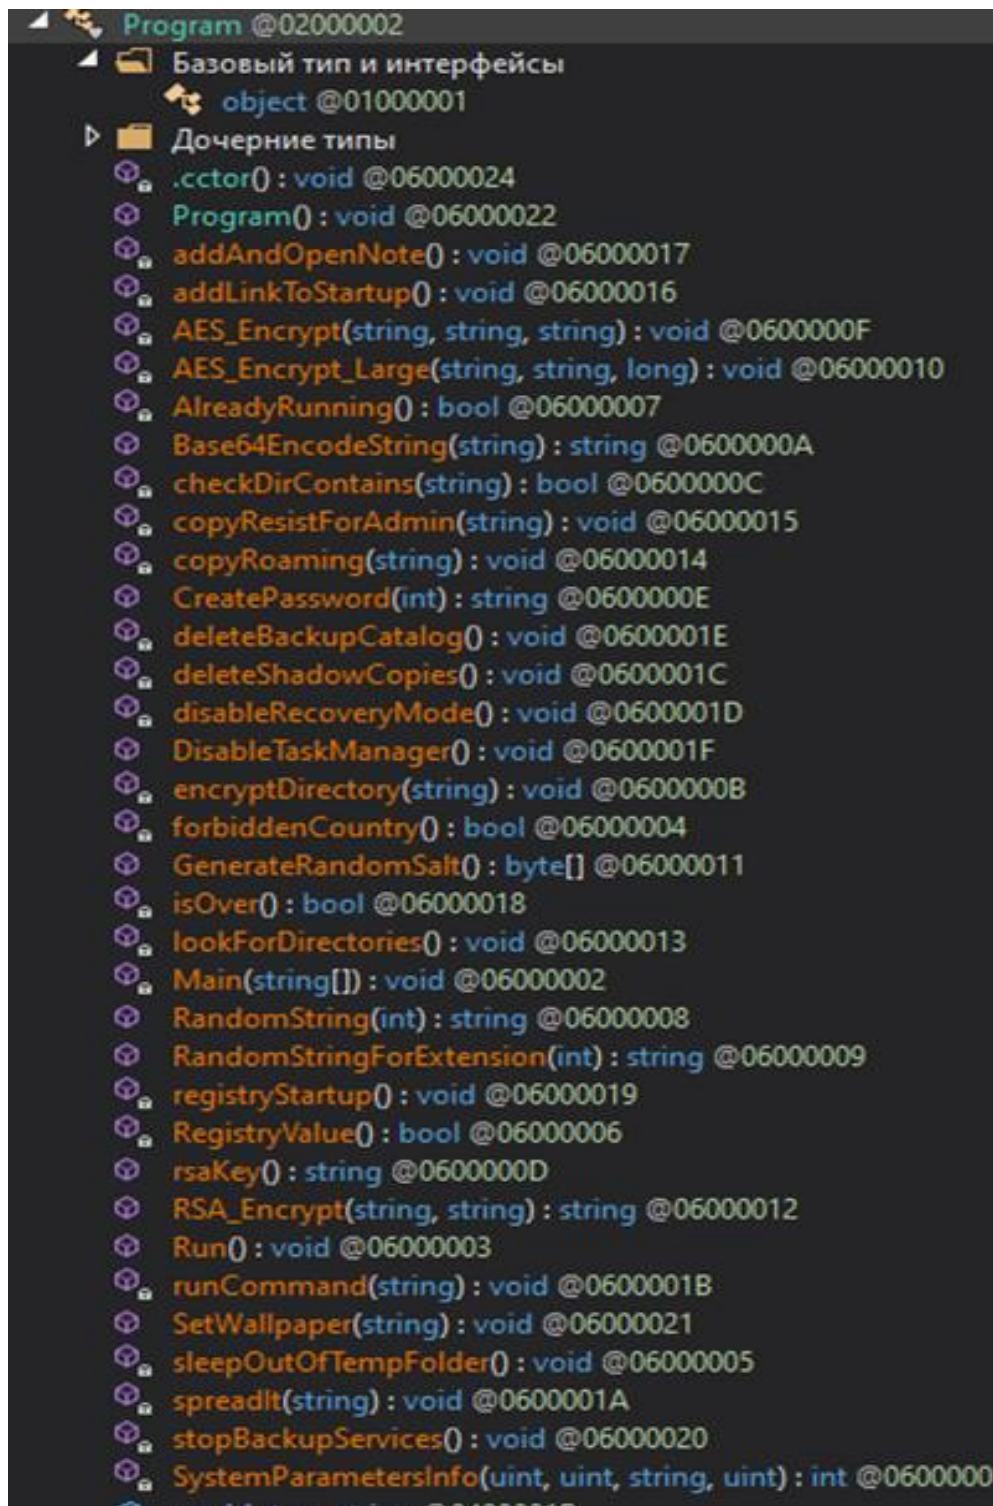 Program @02000002
Базовый тип и интерфейсы
object @01000001
Дочерние типы
.cctor() : void @06000024
Program() : void @06000022
addAndOpenNote() : void @06000017
addLinkToStartup() : void @06000016
AES_Encrypt(string, string, string) : void @0600000F
AES_Encrypt_Large(string, string, long) : void @06000010
AlreadyRunning() : bool @06000007
Base64EncodeString(string) : string @0600000A
checkDirContains(string) : bool @0600000C
copyResistForAdmin(string) : void @06000015
copyRoaming(string) : void @06000014
CreatePassword(int) : string @0600000E
deleteBackupCatalog() : void @0600001E
deleteShadowCopies() : void @0600001C
disableRecoveryMode() : void @0600001D
DisableTaskManager() : void @0600001F
encryptDirectory(string) : void @0600000B
forbiddenCountry() : bool @06000004
GenerateRandomSalt() : byte[] @06000011
isOver() : bool @06000018
lookForDirectories() : void @06000013
Main(string[]) : void @06000002
RandomString(int) : string @06000008
RandomStringForExtension(int) : string @06000009
registryStartup() : void @06000019
RegistryValue() : bool @06000006
rsaKey() : string @0600000D
RSA_Encrypt(string, string) : string @06000012
Run() : void @06000003
runCommand(string) : void @0600001B
SetWallpaper(string) : void @06000021
sleepOutOfTempFolder() : void @06000005
spreadIt(string) : void @0600001A
stopBackupServices() : void @06000020
SystemParametersInfo(uint, uint, string, uint) : int @0600000